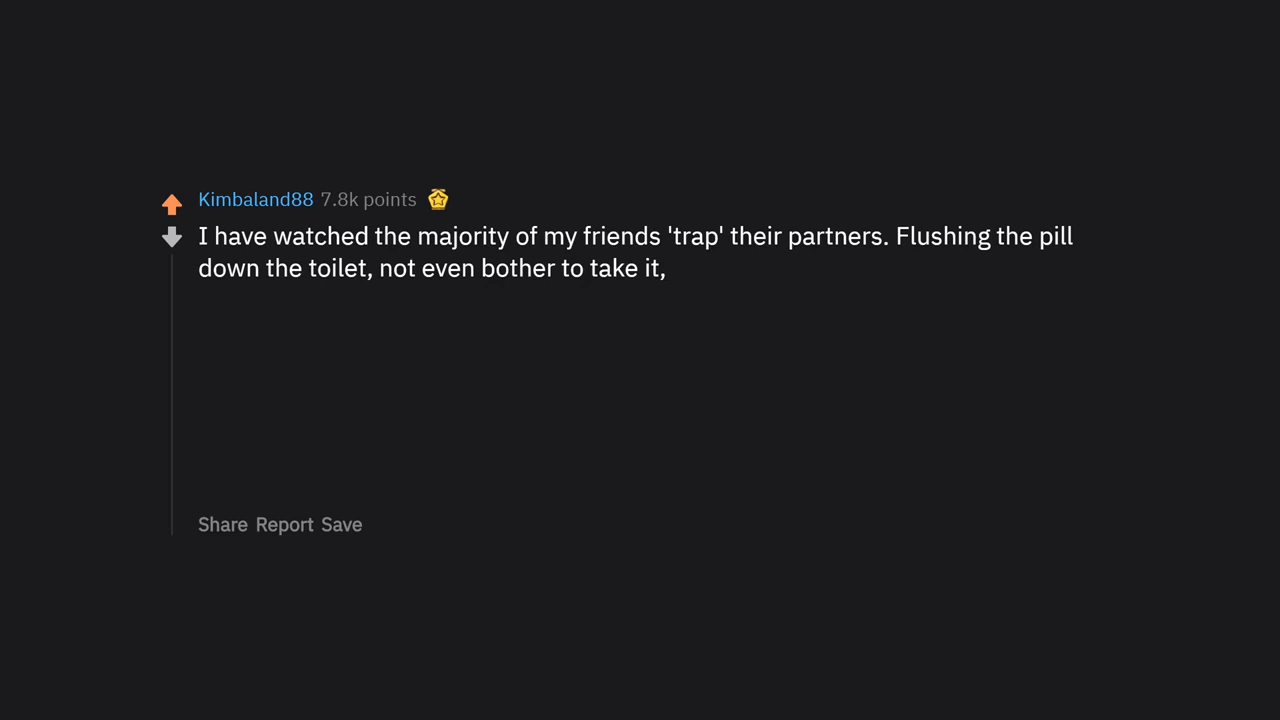 Kimbaland88 7.8k points
I have watched the majority of my friends 'trap' their partners. Flushing the pill
down the toilet, not even bother to take it,
Share Report Save